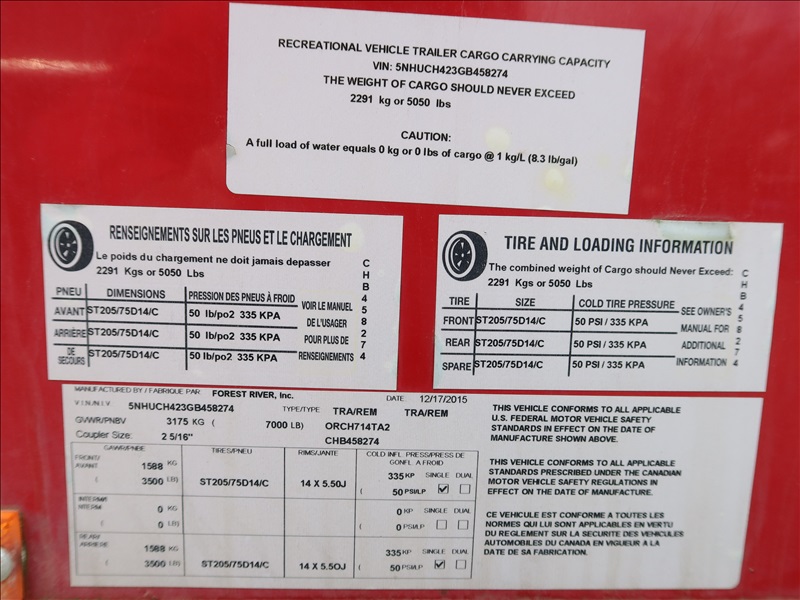 RECREATIONAL VEHICLE TRAILER CARGO CARRYING CAPACITY
VIN: 5NHUCH423GB458274
THE WEIGHT OF CARGO SHOULD NEVER EXCEED
2291 kg or 5050 lbs
CAUTION:
A full load of water equals 0 kg or 0 lbs of cargo @ 1 kg/L (8.3 lb/gal)
RENSEIGNEMENTS SUR LES PNEUS ET LE CHARGEMENT
Le poids du chargement ne doit jamais depasser
2291 Kgs or 5050 Lbs
PNEU DIMENSIONS PRESSION DES PNEUS À FROID
AVANT ST205/75D14/C 50 lb/po2 335 KPA
ARRIÈRE ST205/75D14/C 50 lb/po2 335 KPA
DE SECOURS ST205/75D14/C 50 lb/po2 335 KPA
VOIR LE MANUEL
DE L'USAGER
POUR PLUS DE
RENSEIGNEMENTS
CHB458274
TIRE AND LOADING INFORMATION
The combined weight of Cargo should Never Exceed:
2291 Kgs or 5050 Lbs
TIRE SIZE COLD TIRE PRESSURE
FRONT ST205/75D14/C 50 PSI / 335 KPA
REAR ST205/75D14/C 50 PSI / 335 KPA
SPARE ST205/75D14/C 50 PSI / 335 KPA
SEE OWNER'S
MANUAL FOR
ADDITIONAL
INFORMATION
CHB458274
MANUFACTURED BY / FABRIQUE PAR: FOREST RIVER, Inc. DATE 12/17/2015
V.I.N./N.I.V. 5NHUCH423GB458274 TYPE/TYPE TRA/REM TRA/REM
GVWR/PNBV 3175 KG ( 7000 LB) ORCH714TA2
Coupler Size: 2 5/16" CHB458274
GAWR/PNBE TIRES/PNEU RIMS/JANTE COLD INFL PRESS/PRESS DE GONFL A FROID
FRONT/ AVANT 1588 KG 335 KP SINGLE DUAL
( 3500 LB) ST205/75D14/C 14 X 5.50J ( 50 PSI/LP
INTERM/ INTERM 0 KG 0 KP SINGLE DUAL
( 0 LB) ( 0 PSI/LP
REAR/ ARRIERE 1588 KG 335 KP SINGLE DUAL
( 3500 LB) ST205/75D14/C 14 X 5.5OJ ( 50 PSI/LP
THIS VEHICLE CONFORMS TO ALL APPLICABLE
U.S. FEDERAL MOTOR VEHICLE SAFETY
STANDARDS IN EFFECT ON THE DATE OF
MANUFACTURE SHOWN ABOVE.
THIS VEHICLE CONFORMS TO ALL APPLICABLE
STANDARDS PRESCRIBED UNDER THE CANADIAN
MOTOR VEHICLE SAFETY REGULATIONS IN
EFFECT ON THE DATE OF MANUFACTURE.
CE VEHICULE EST CONFORME A TOUTES LES
NORMES QUI LUI SONT APPLICABLES EN VERTU
DU REGLEMENT SUR LA SECURITE DES VEHICULES
AUTOMOBILES DU CANADA EN VIGUEUR A LA
DATE DE SA FABRICATION.